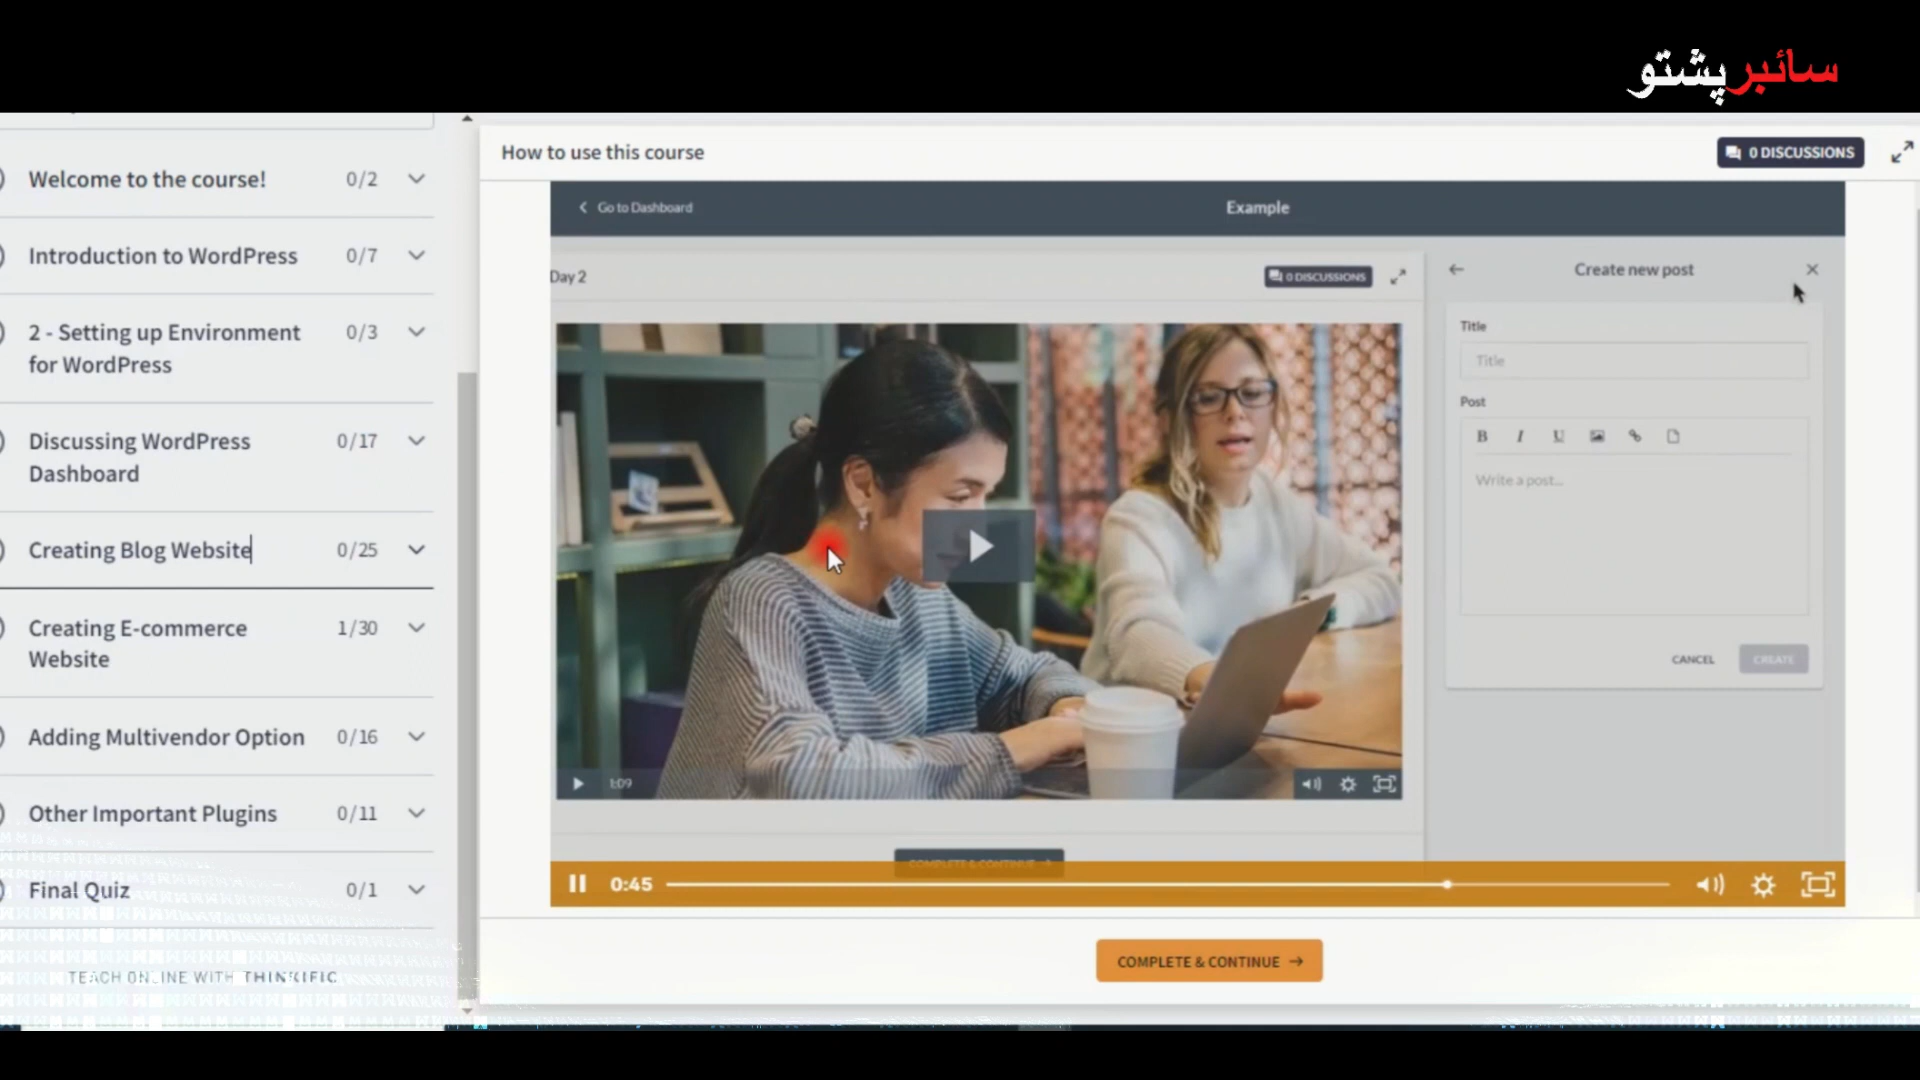 سائبر پشتو
Welcome to the course! 0/2
Introduction to WordPress 0/7
2 - Setting up Environment 0/3
for WordPress
Discussing WordPress 0/17
Dashboard
Creating Blog Website 0/25
Creating E-commerce 1/30
Website
Adding Multivendor Option 0/16
Other Important Plugins 0/11
Final Quiz 0/1
TEACH ONLINE WITH THINKIFIC
How to use this course
0 DISCUSSIONS
Go to Dashboard
Example
Day 2
0 DISCUSSIONS
Create new post
Title
Title
Post
B I U
Write a post...
CANCEL
CREATE
1:09
COMPLETE & CONTINUE
0:45
COMPLETE & CONTINUE →